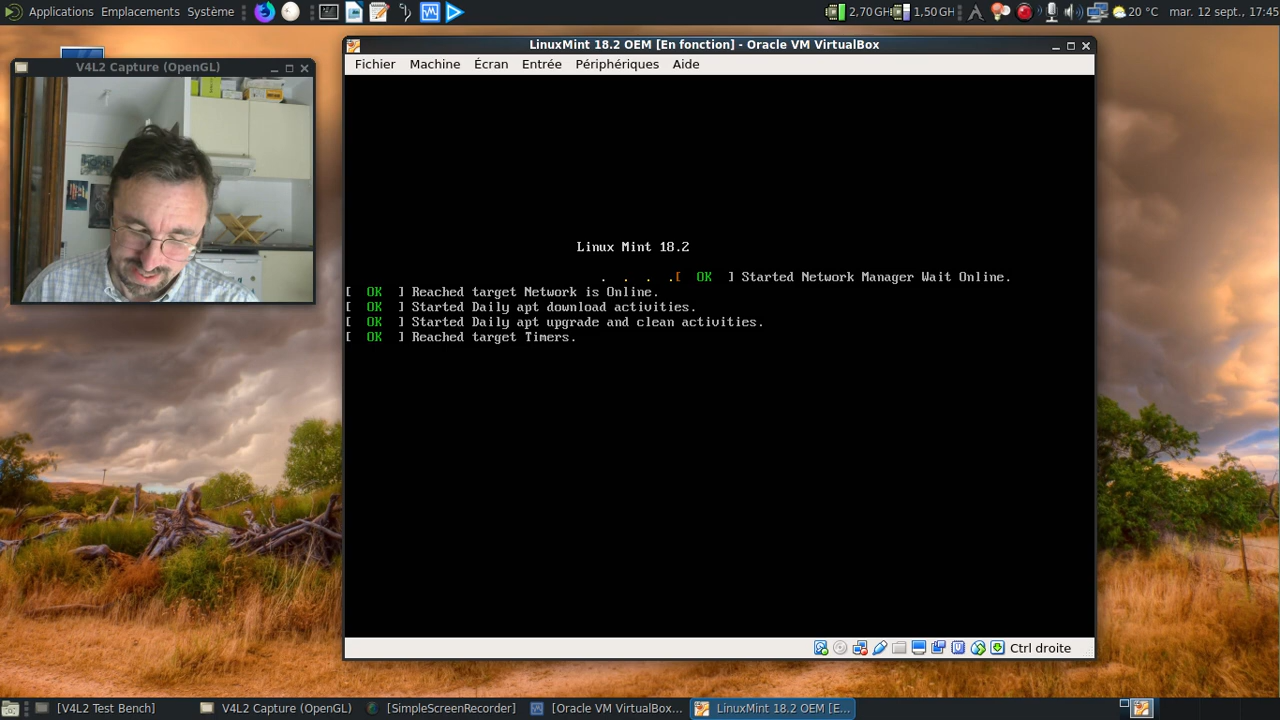 Applications Emplacements Système
2,70 GH 1,50 GH 20 °C mar. 12 sept., 17:45
V4L2 Capture (OpenGL)
LinuxMint 18.2 OEM [En fonction] - Oracle VM VirtualBox
Fichier Machine Écran Entrée Périphériques Aide
Linux Mint 18.2
. . . .[ OK ] Started Network Manager Wait Online.
[ OK ] Reached target Network is Online.
[ OK ] Started Daily apt download activities.
[ OK ] Started Daily apt upgrade and clean activities.
[ OK ] Reached target Timers.
Ctrl droite
[V4L2 Test Bench] V4L2 Capture (OpenGL) [SimpleScreenRecorder] [Oracle VM VirtualBox... LinuxMint 18.2 OEM [E...